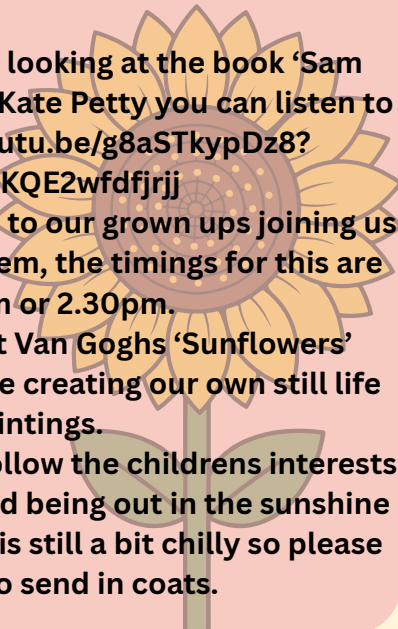 looking at the book ‘Sam
Kate Petty you can listen to
utu.be/g8aSTkypDz8?
KQE2wfdfjrjj
to our grown ups joining us
em, the timings for this are
or 2.30pm.
Van Goghs ‘Sunflowers’
e creating our own still life
intings.
ollow the childrens interests
d being out in the sunshine
is still a bit chilly so please
o send in coats.